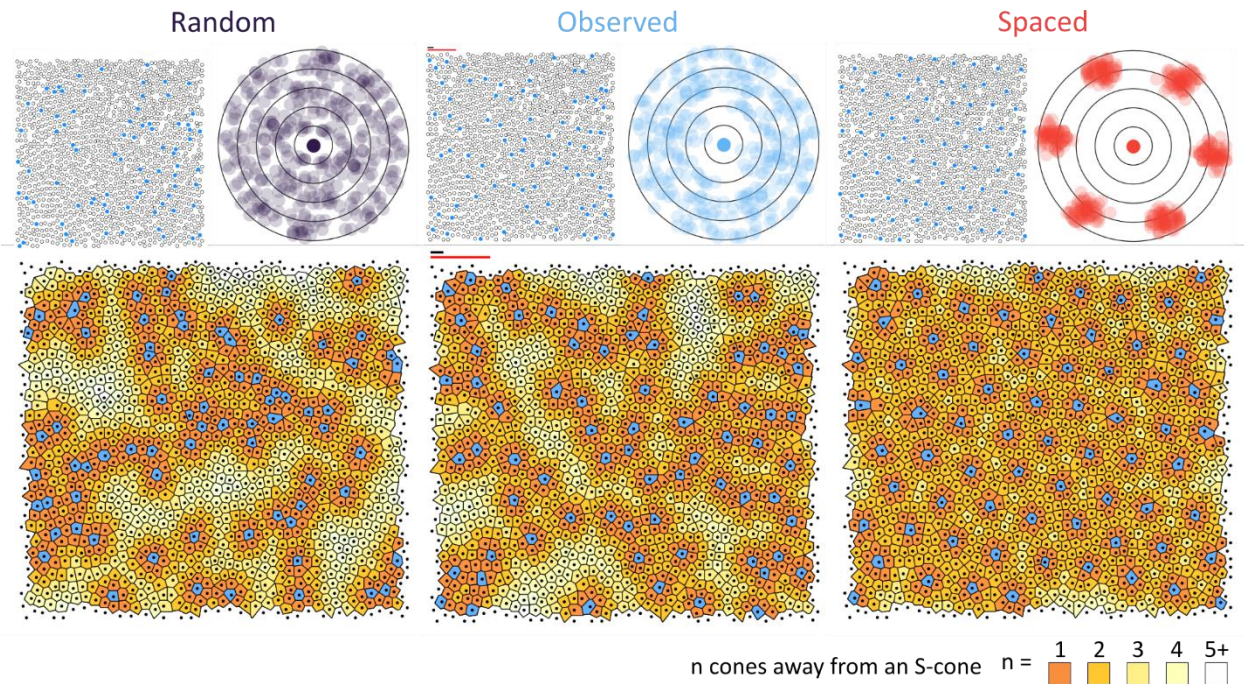 Random Observed Spaced
n cones away from an S-cone n = 1 2 3 4 5+